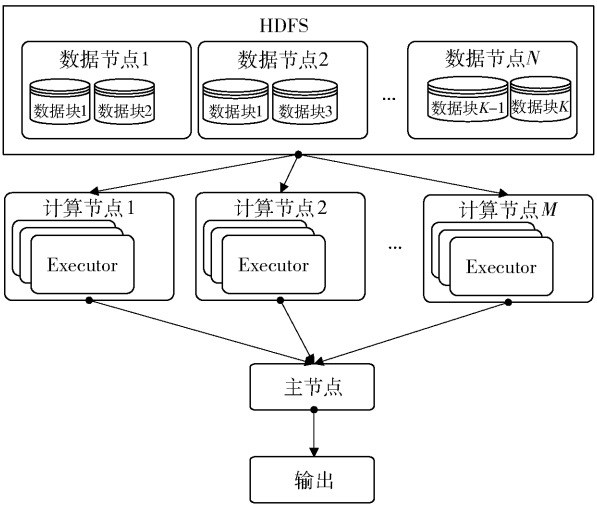 HDFS
数据节点1 数据节点2 数据节点N
数据块1 数据块2 数据块1 数据块3 ... 数据块K-1 数据块K
计算节点1 计算节点2 计算节点M
...
Executor Executor Executor
主节点
输出